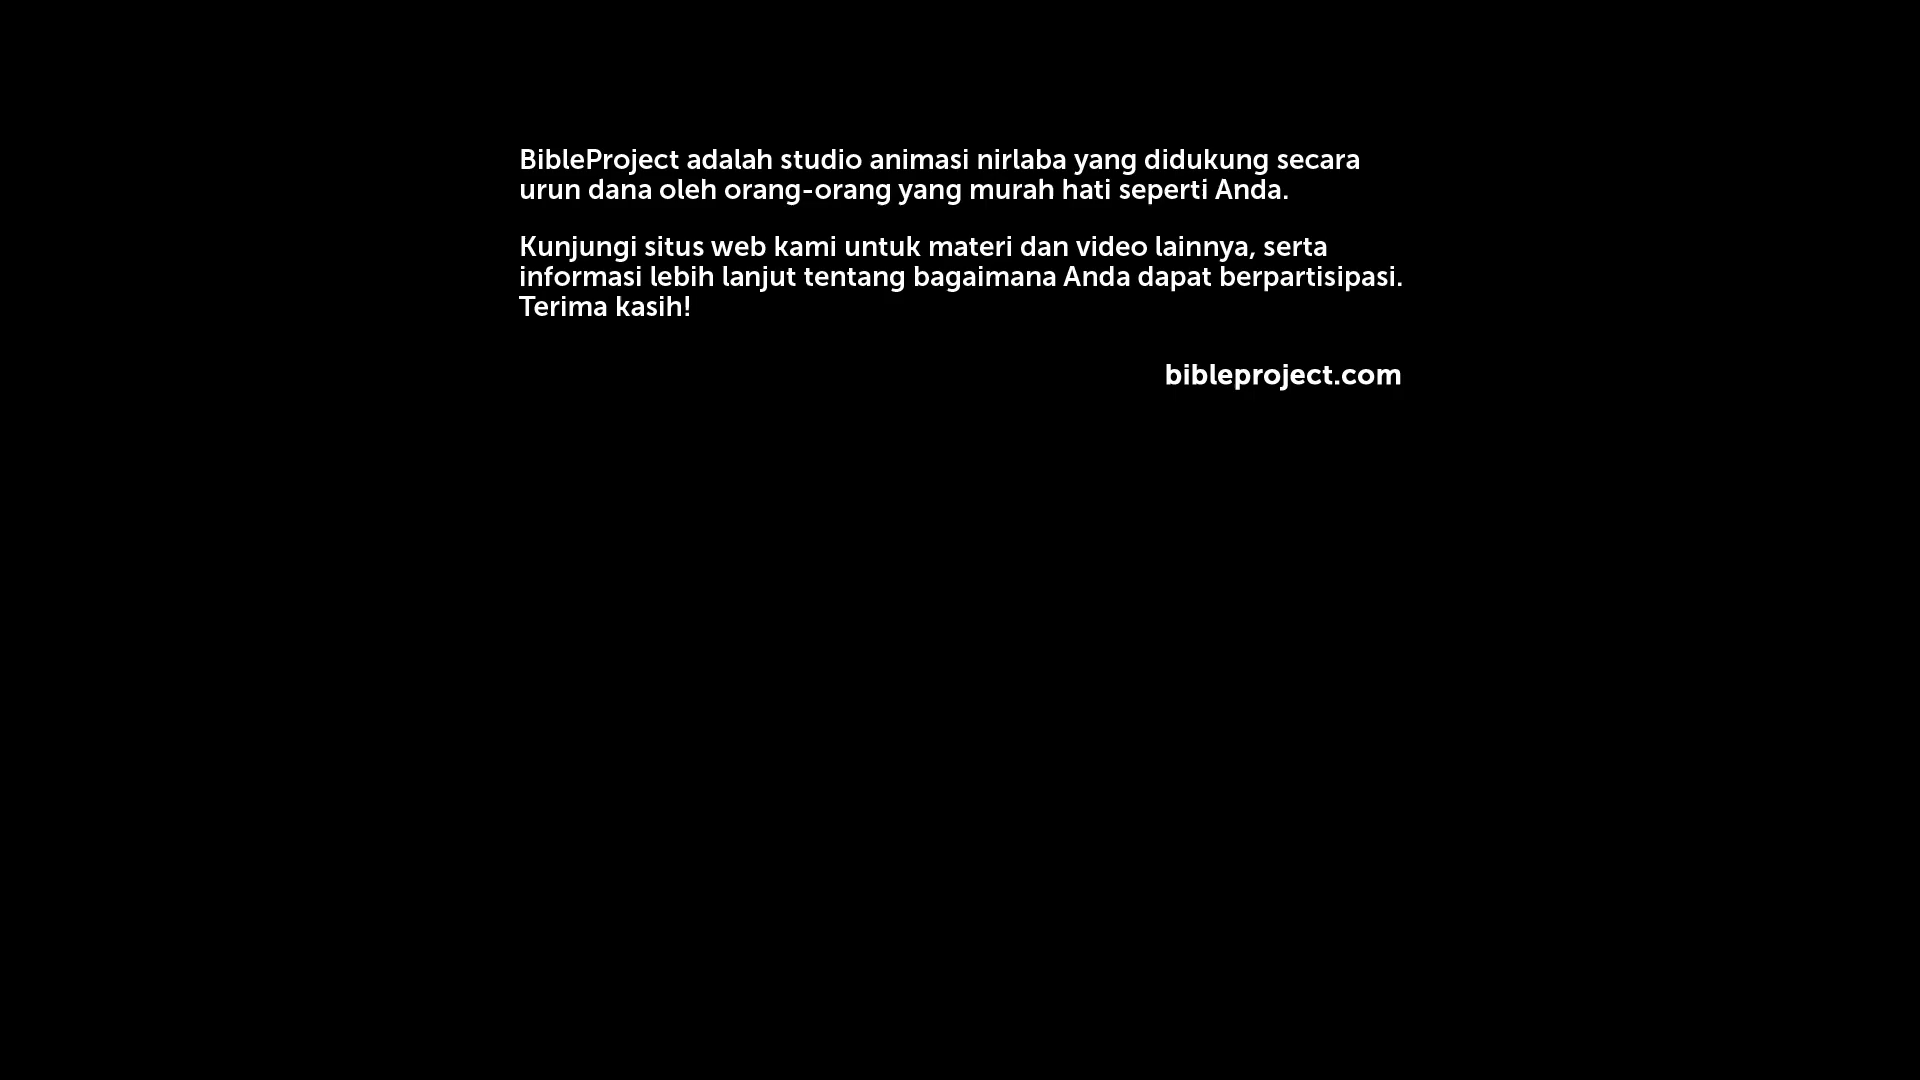 BibleProject adalah studio animasi nirlaba yang didukung secara
urun dana oleh orang-orang yang murah hati seperti Anda.
Kunjungi situs web kami untuk materi dan video lainnya, serta
informasi lebih lanjut tentang bagaimana Anda dapat berpartisipasi.
Terima kasih!
bibleproject.com